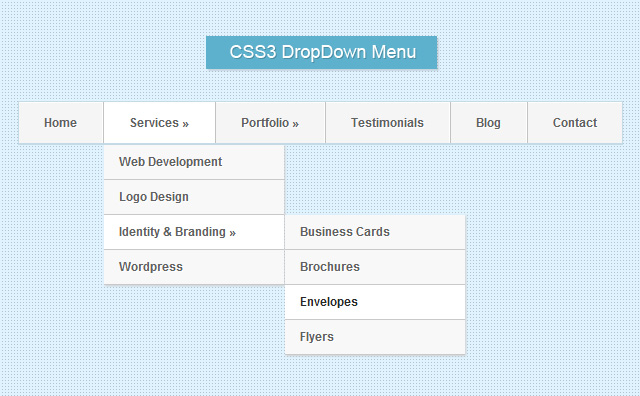 CSS3 DropDown Menu
Home Services » Portfolio » Testimonials Blog Contact
Web Development
Logo Design
Identity & Branding »
Wordpress
Business Cards
Brochures
Envelopes
Flyers